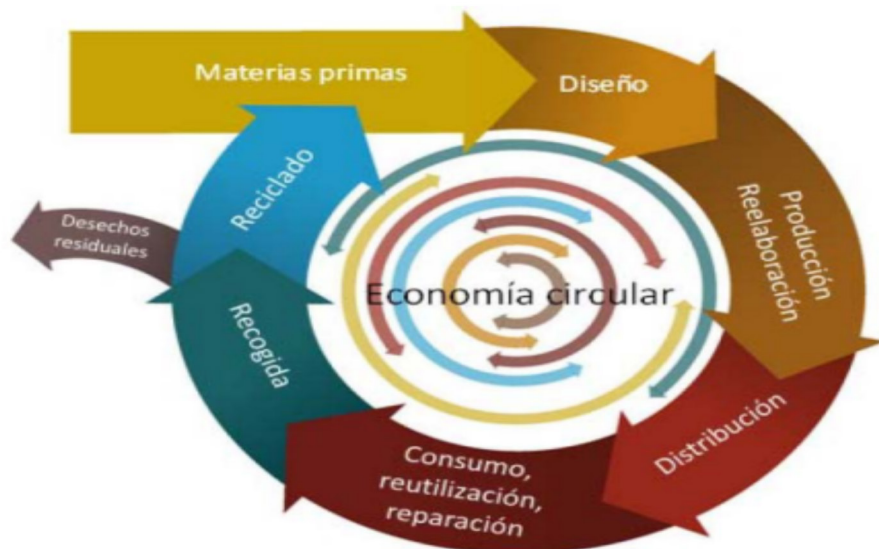 Materias primas
Diseño
Producción
Reelaboración
Distribución
Consumo,
reutilización,
reparación
Recogida
Reciclado
Desechos
residuales
Economía circular